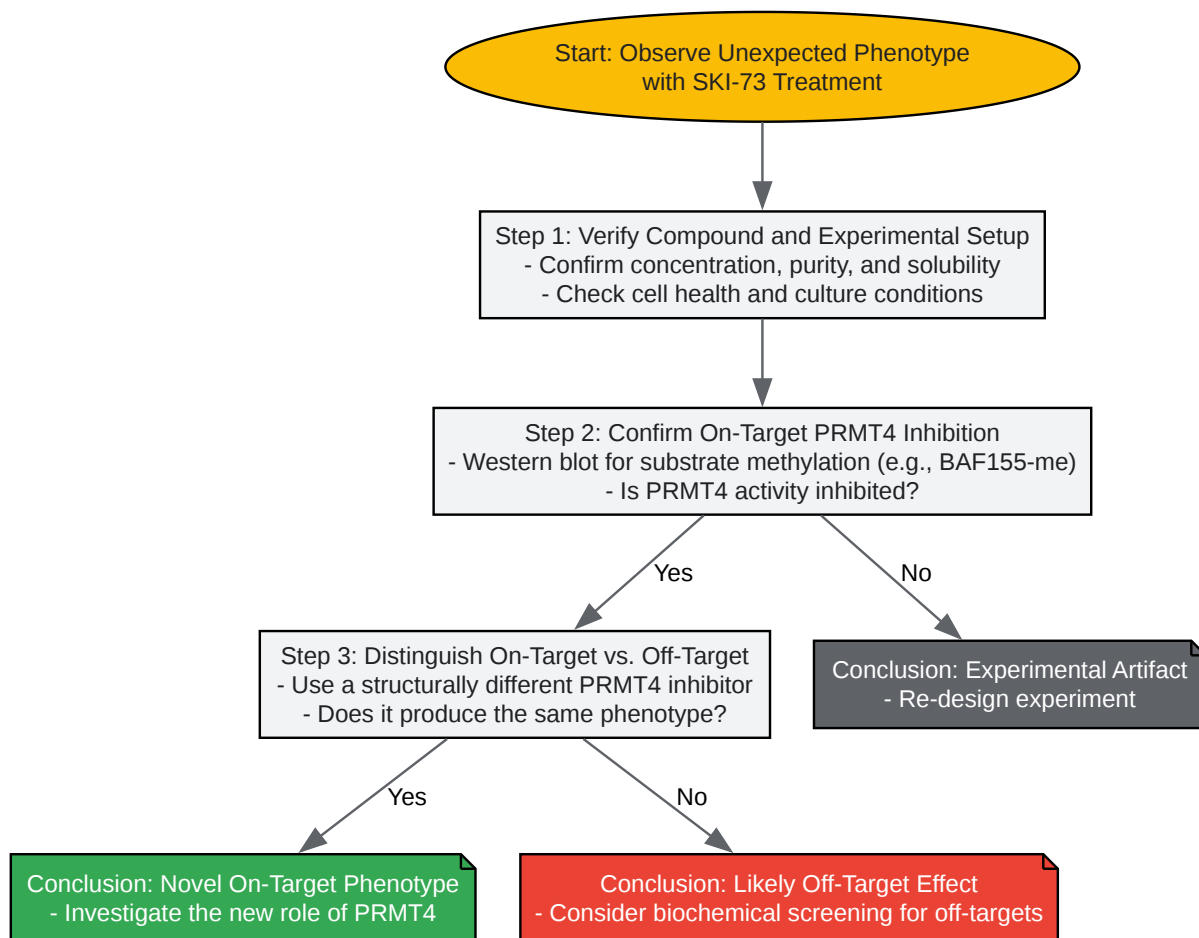 Start: Observe Unexpected Phenotype
with SKI-73 Treatment
Step 1: Verify Compound and Experimental Setup
- Confirm concentration, purity, and solubility
- Check cell health and culture conditions
Step 2: Confirm On-Target PRMT4 Inhibition
- Western blot for substrate methylation (e.g., BAF155-me)
- Is PRMT4 activity inhibited?
Yes
No
Step 3: Distinguish On-Target vs. Off-Target
- Use a structurally different PRMT4 inhibitor
- Does it produce the same phenotype?
Conclusion: Experimental Artifact
- Re-design experiment
Yes
No
Conclusion: Novel On-Target Phenotype
- Investigate the new role of PRMT4
Conclusion: Likely Off-Target Effect
- Consider biochemical screening for off-targets